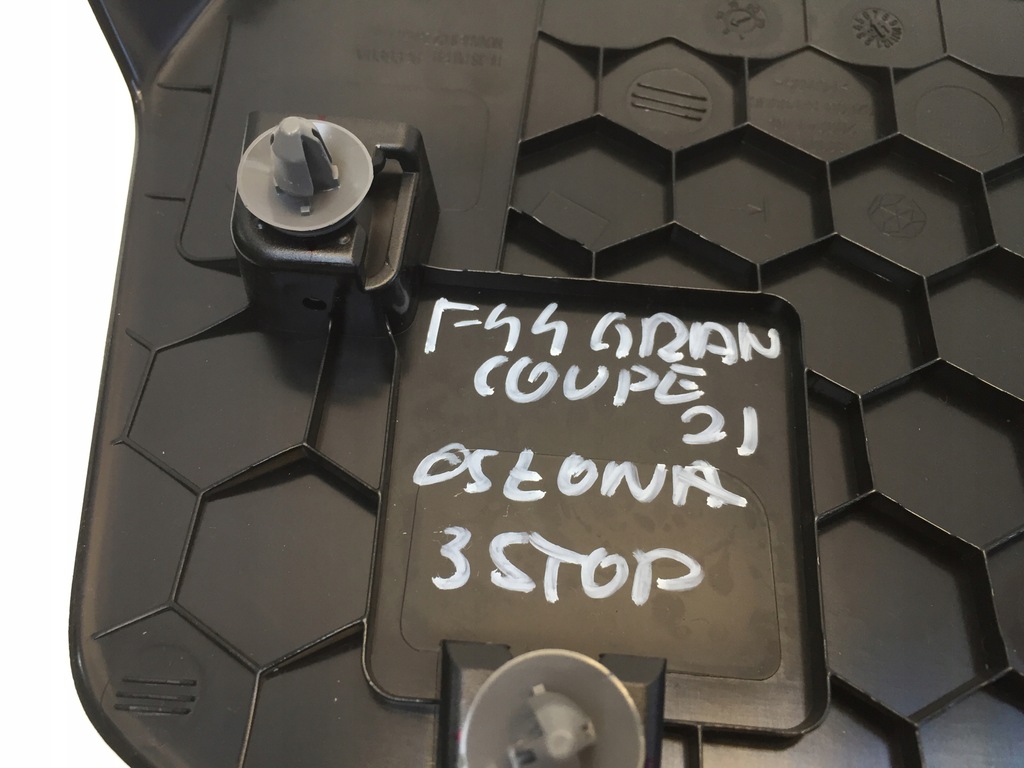 F-44 GRAN
COUPE
21
OSŁONA
3 STOP